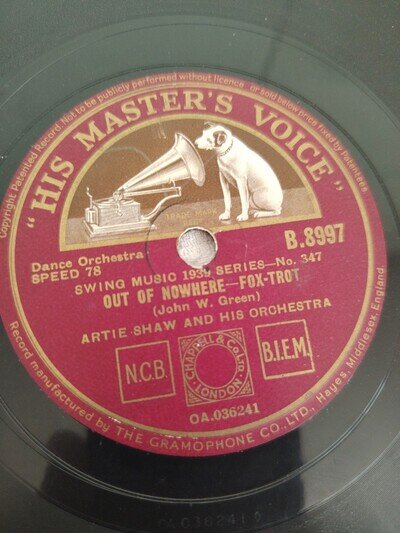 Copyright Patented Record. Not to be publicly performed without licence or sold below price fixed by Patentees.
"HIS MASTER'S VOICE"
TRADE MARK
Dance Orchestra
SPEED 78
B.8997
SWING MUSIC 1939 SERIES—No. 347
OUT OF NOWHERE—FOX-TROT
(John W. Green)
ARTIE SHAW AND HIS ORCHESTRA
N.C.B.
CHAPPELL & Co. LTD. LONDON
B.I.E.M.
OA.036241
Record manufactured by THE GRAMOPHONE CO., LTD., Hayes, Middlesex, England